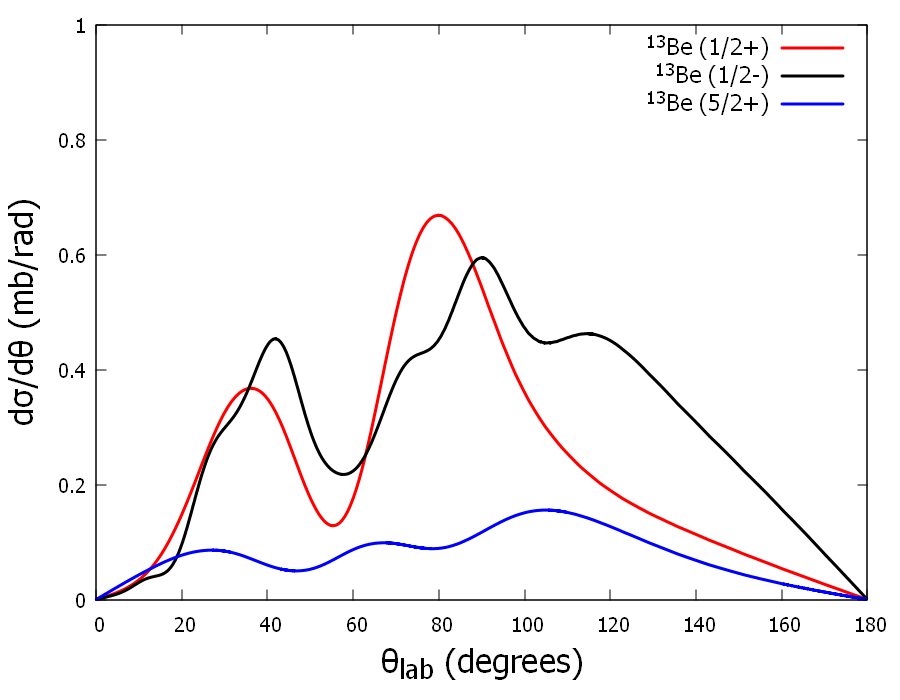 1
0.8
0.6
0.4
0.2
0
0 20 40 60 80 100 120 140 160 180
dσ/dθ (mb/rad)
θlab (degrees)
¹³Be (1/2+)
¹³Be (1/2-)
¹³Be (5/2+)